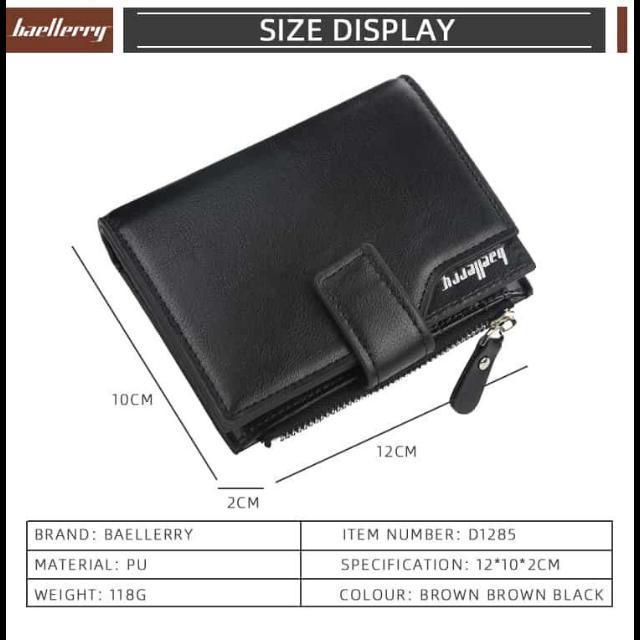 baellerry
SIZE DISPLAY
baellerry
10CM
12CM
2CM
BRAND: BAELLERRY
ITEM NUMBER: D1285
MATERIAL: PU
SPECIFICATION: 12*10*2CM
WEIGHT: 118G
COLOUR: BROWN BROWN BLACK